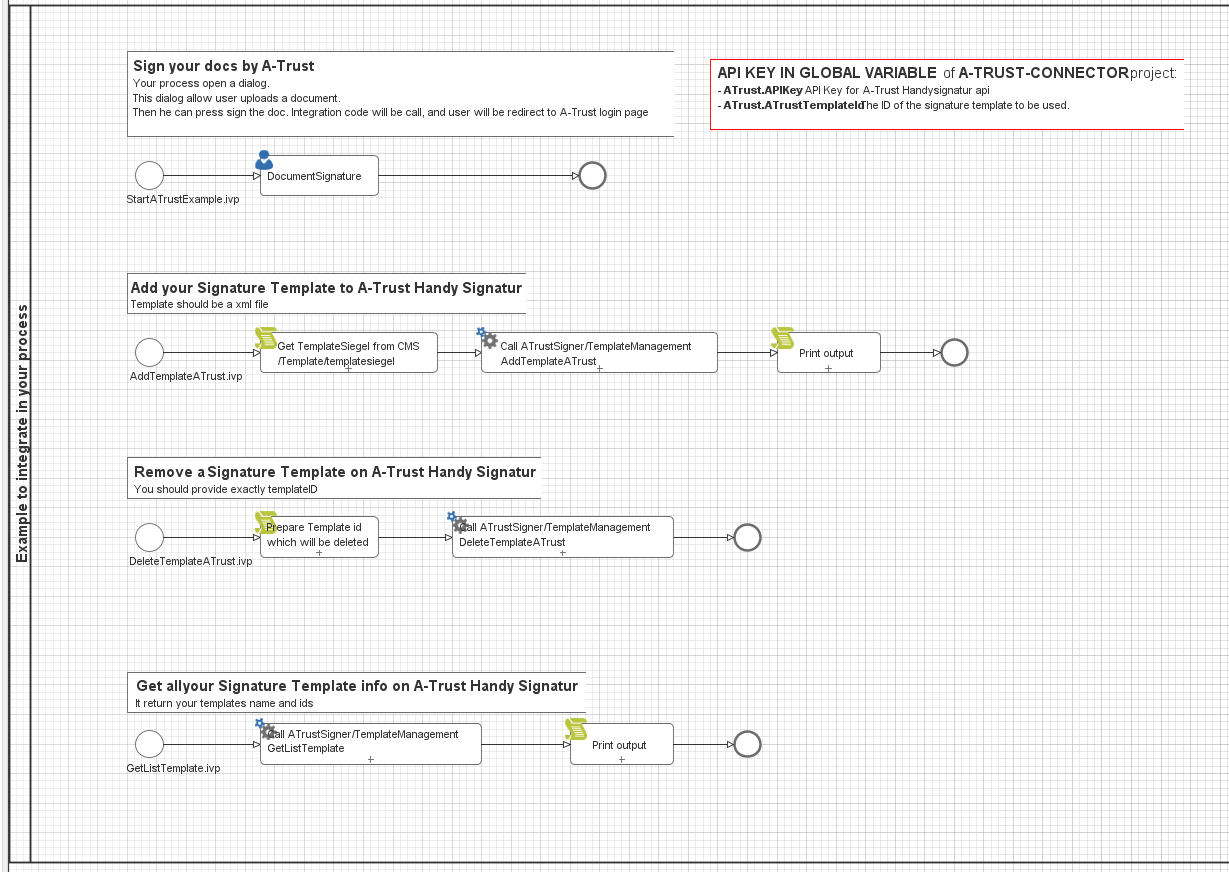 Example to integrate in your process
Sign your docs by A-Trust
Your process open a dialog.
This dialog allow user uploads a document.
Then he can press sign the doc. Integration code will be call, and user will be redirect to A-Trust login page
API KEY IN GLOBAL VARIABLE of A-TRUST-CONNECTOR project:
- ATrust.APIKey API Key for A-Trust Handysignatur api
- ATrust.ATrustTemplateId The ID of the signature template to be used.
DocumentSignature
StartATrustExample.ivp
Add your Signature Template to A-Trust Handy Signatur
Template should be a xml file
Get TemplateSiegel from CMS
/Template/templatesiegel
Call ATrustSigner/TemplateManagement
AddTemplateATrust
Print output
AddTemplateATrust.ivp
Remove a Signature Template on A-Trust Handy Signatur
You should provide exactly templateID
Prepare Template id
which will be deleted
Call ATrustSigner/TemplateManagement
DeleteTemplateATrust
DeleteTemplateATrust.ivp
Get all your Signature Template info on A-Trust Handy Signatur
It return your templates name and ids
Call ATrustSigner/TemplateManagement
GetListTemplate
Print output
GetListTemplate.ivp